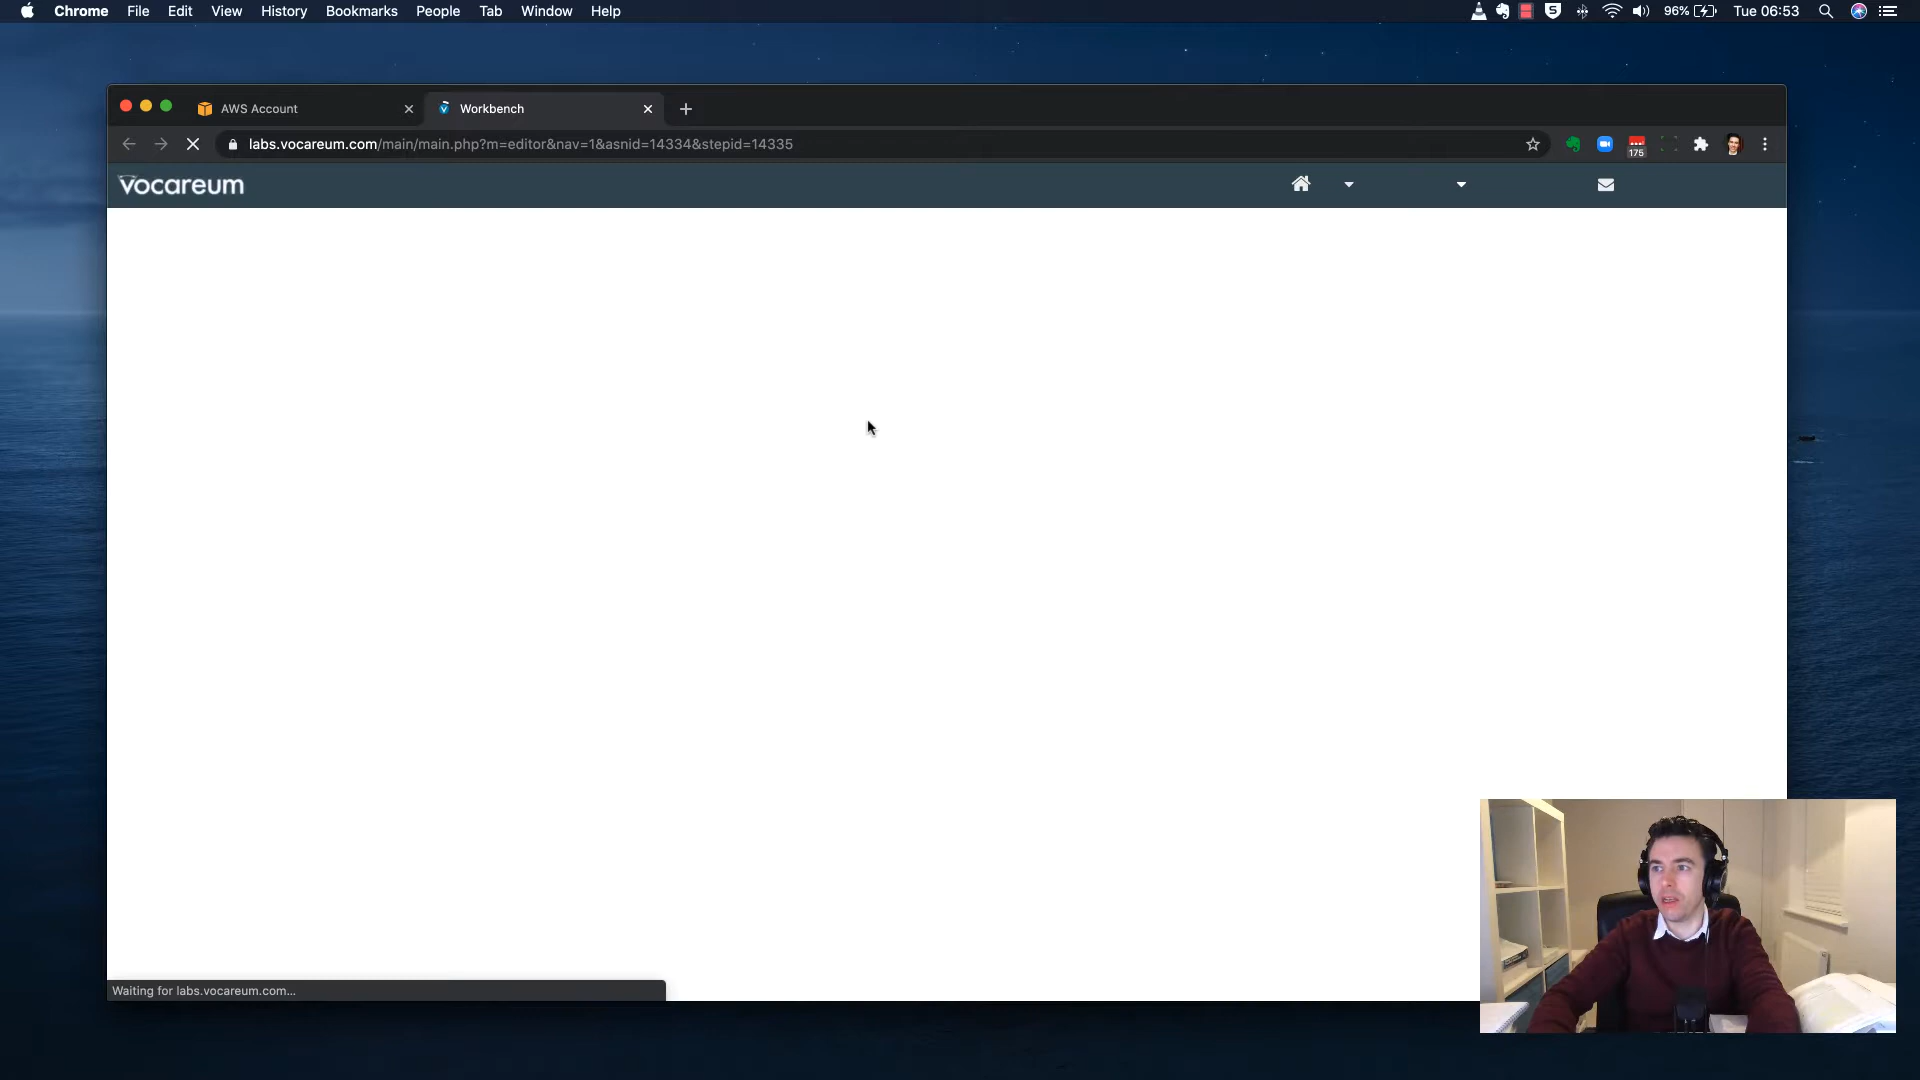 Chrome File Edit View History Bookmarks People Tab Window Help 96% Tue 06:53
AWS Account Workbench
labs.vocareum.com/main/main.php?m=editor&nav=1&asnid=14334&stepid=14335
175
vocareum
Waiting for labs.vocareum.com...